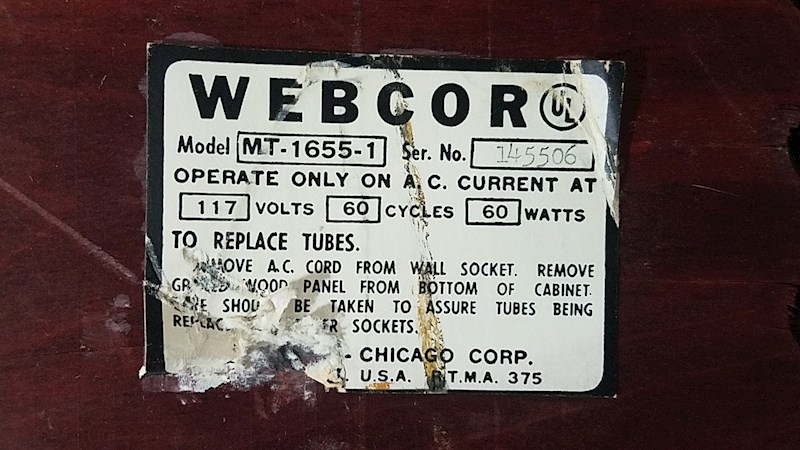 WEBCOR UL
Model MT-1655-1 Ser. No. 145506
OPERATE ONLY ON A.C. CURRENT AT
117 VOLTS 60 CYCLES 60 WATTS
TO REPLACE TUBES.
A.C. CORD FROM WALL SOCKET. REMOVE
WOOD PANEL FROM BOTTOM OF CABINET.
BE TAKEN TO ASSURE TUBES BEING
SOCKETS.
- CHICAGO CORP.
U.S.A. 375